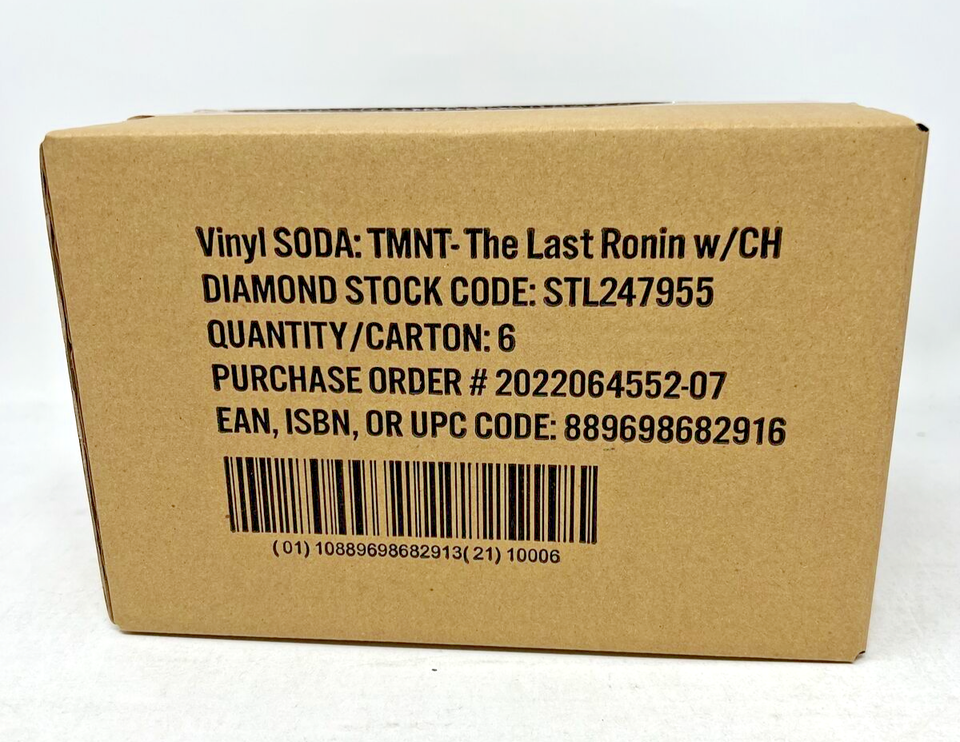 Vinyl SODA: TMNT- The Last Ronin w/CH
DIAMOND STOCK CODE: STL247955
QUANTITY/CARTON: 6
PURCHASE ORDER # 2022064552-07
EAN, ISBN, OR UPC CODE: 889698682916
(01) 10889698682913(21) 10006